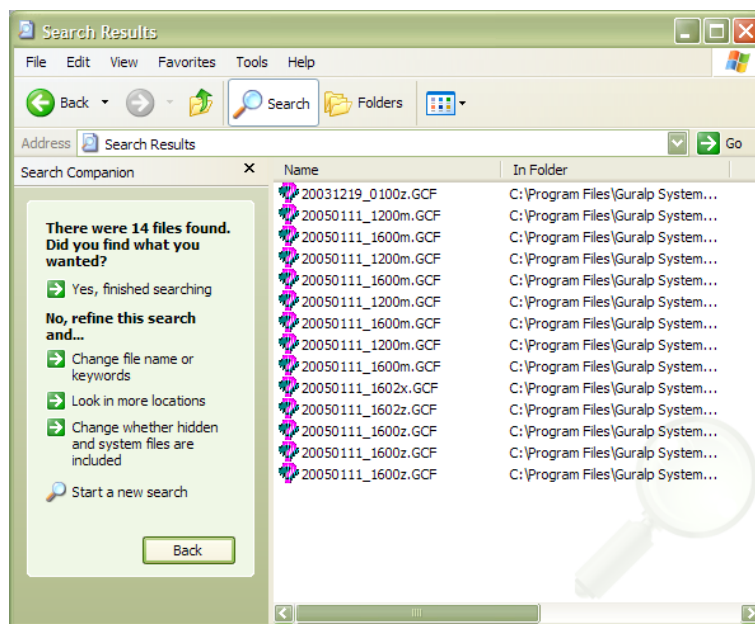 Search Results
File Edit View Favorites Tools Help
Back Search Folders
Address Search Results Go
Search Companion
Name In Folder
There were 14 files found.
Did you find what you
wanted?
Yes, finished searching
No, refine this search
and...
Change file name or
keywords
Look in more locations
Change whether hidden
and system files are
included
Start a new search
Back
20031219_0100z.GCF C:\Program Files\Guralp System...
20050111_1200m.GCF C:\Program Files\Guralp System...
20050111_1600m.GCF C:\Program Files\Guralp System...
20050111_1200m.GCF C:\Program Files\Guralp System...
20050111_1600m.GCF C:\Program Files\Guralp System...
20050111_1200m.GCF C:\Program Files\Guralp System...
20050111_1600m.GCF C:\Program Files\Guralp System...
20050111_1200m.GCF C:\Program Files\Guralp System...
20050111_1600m.GCF C:\Program Files\Guralp System...
20050111_1602x.GCF C:\Program Files\Guralp System...
20050111_1602z.GCF C:\Program Files\Guralp System...
20050111_1600z.GCF C:\Program Files\Guralp System...
20050111_1600z.GCF C:\Program Files\Guralp System...
20050111_1600z.GCF C:\Program Files\Guralp System...